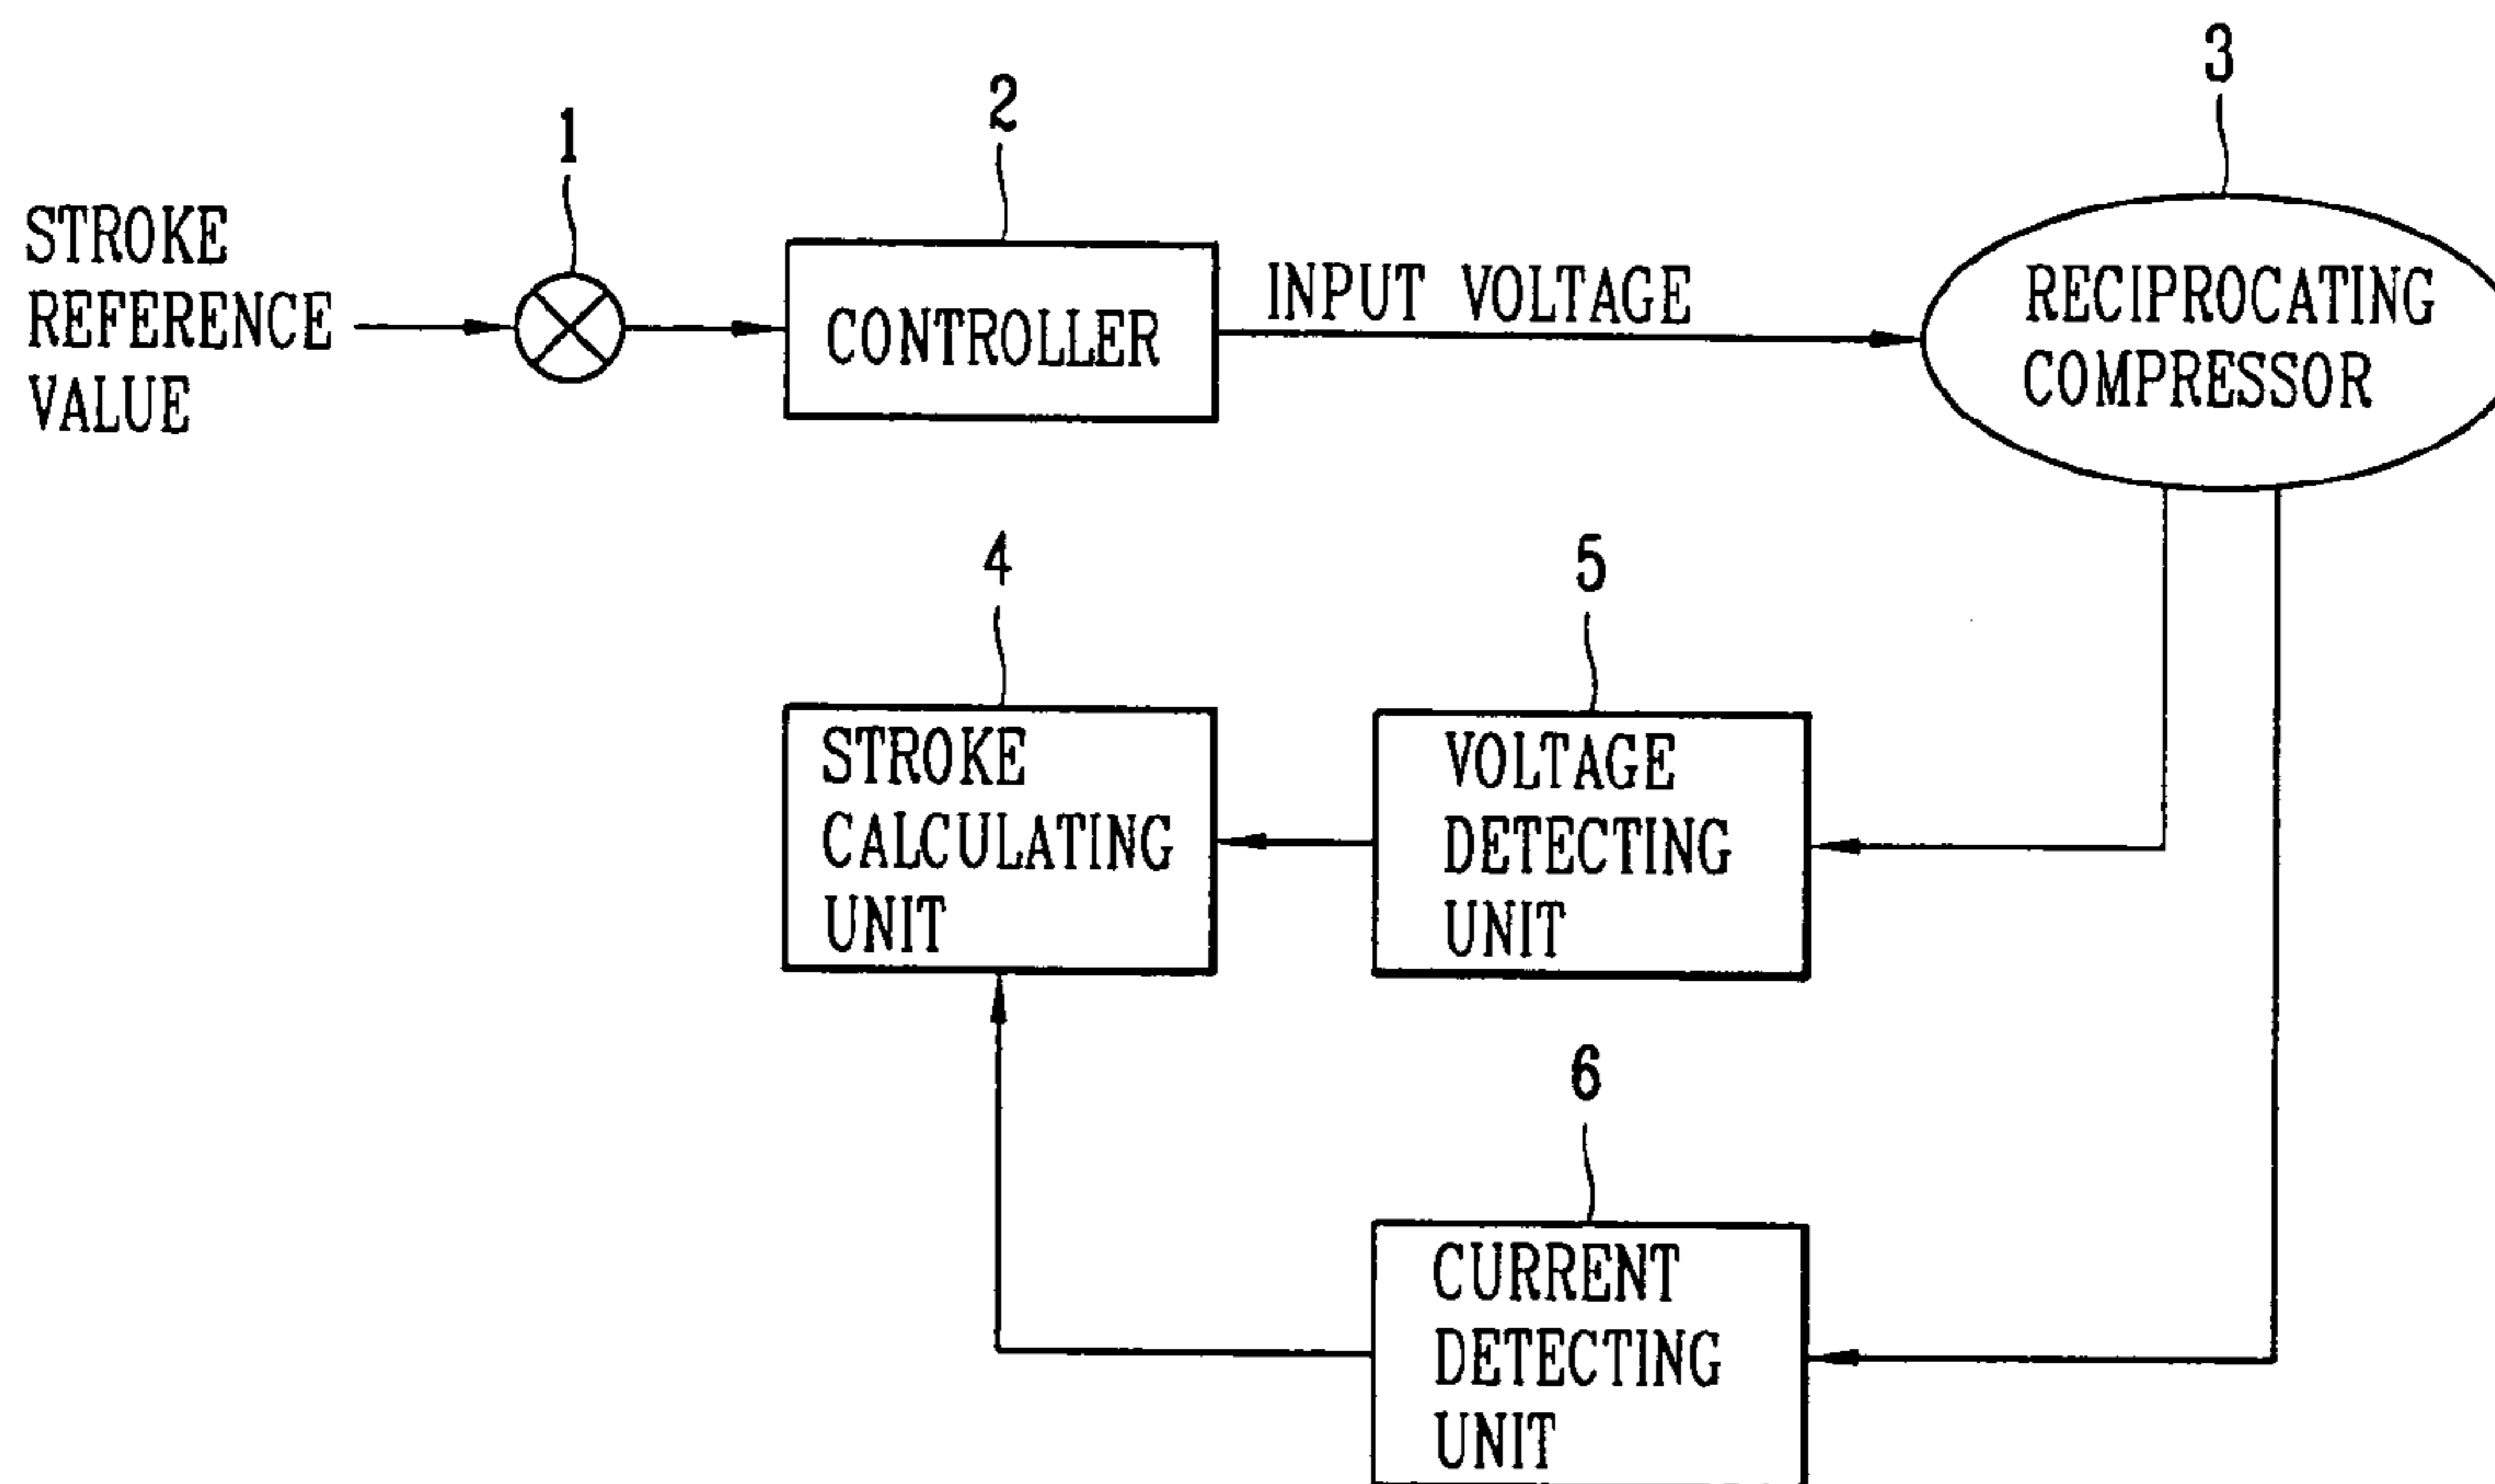 3
2
1
STROKE
REFERENCE
VALUE
CONTROLLER
INPUT VOLTAGE
RECIPROCATING
COMPRESSOR
4
5
STROKE
CALCULATING
UNIT
VOLTAGE
DETECTING
UNIT
6
CURRENT
DETECTING
UNIT